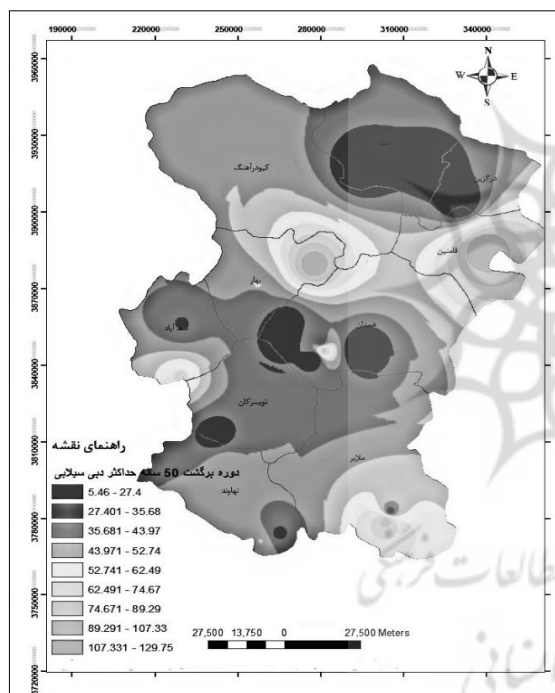 190000 220000 250000 280000 310000 340000
3960000
3930000
3900000
3870000
3840000
3810000
3780000
3750000
3720000
N
W E
S
کبودرآهنگ
درگزین
فامنین
بهار
همدان
آباد
تویسرکان
ملایر
نهاوند
راهنمای نقشه
دوره برگشت 50 ساله حداکثر دبی سیلابی
5.46 - 27.4
27.401 - 35.68
35.681 - 43.97
43.971 - 52.74
52.741 - 62.49
62.491 - 74.67
74.671 - 89.29
89.291 - 107.33
107.331 - 129.75
27,500 13,750 0 27,500 Meters
مطالعات فرهنگی